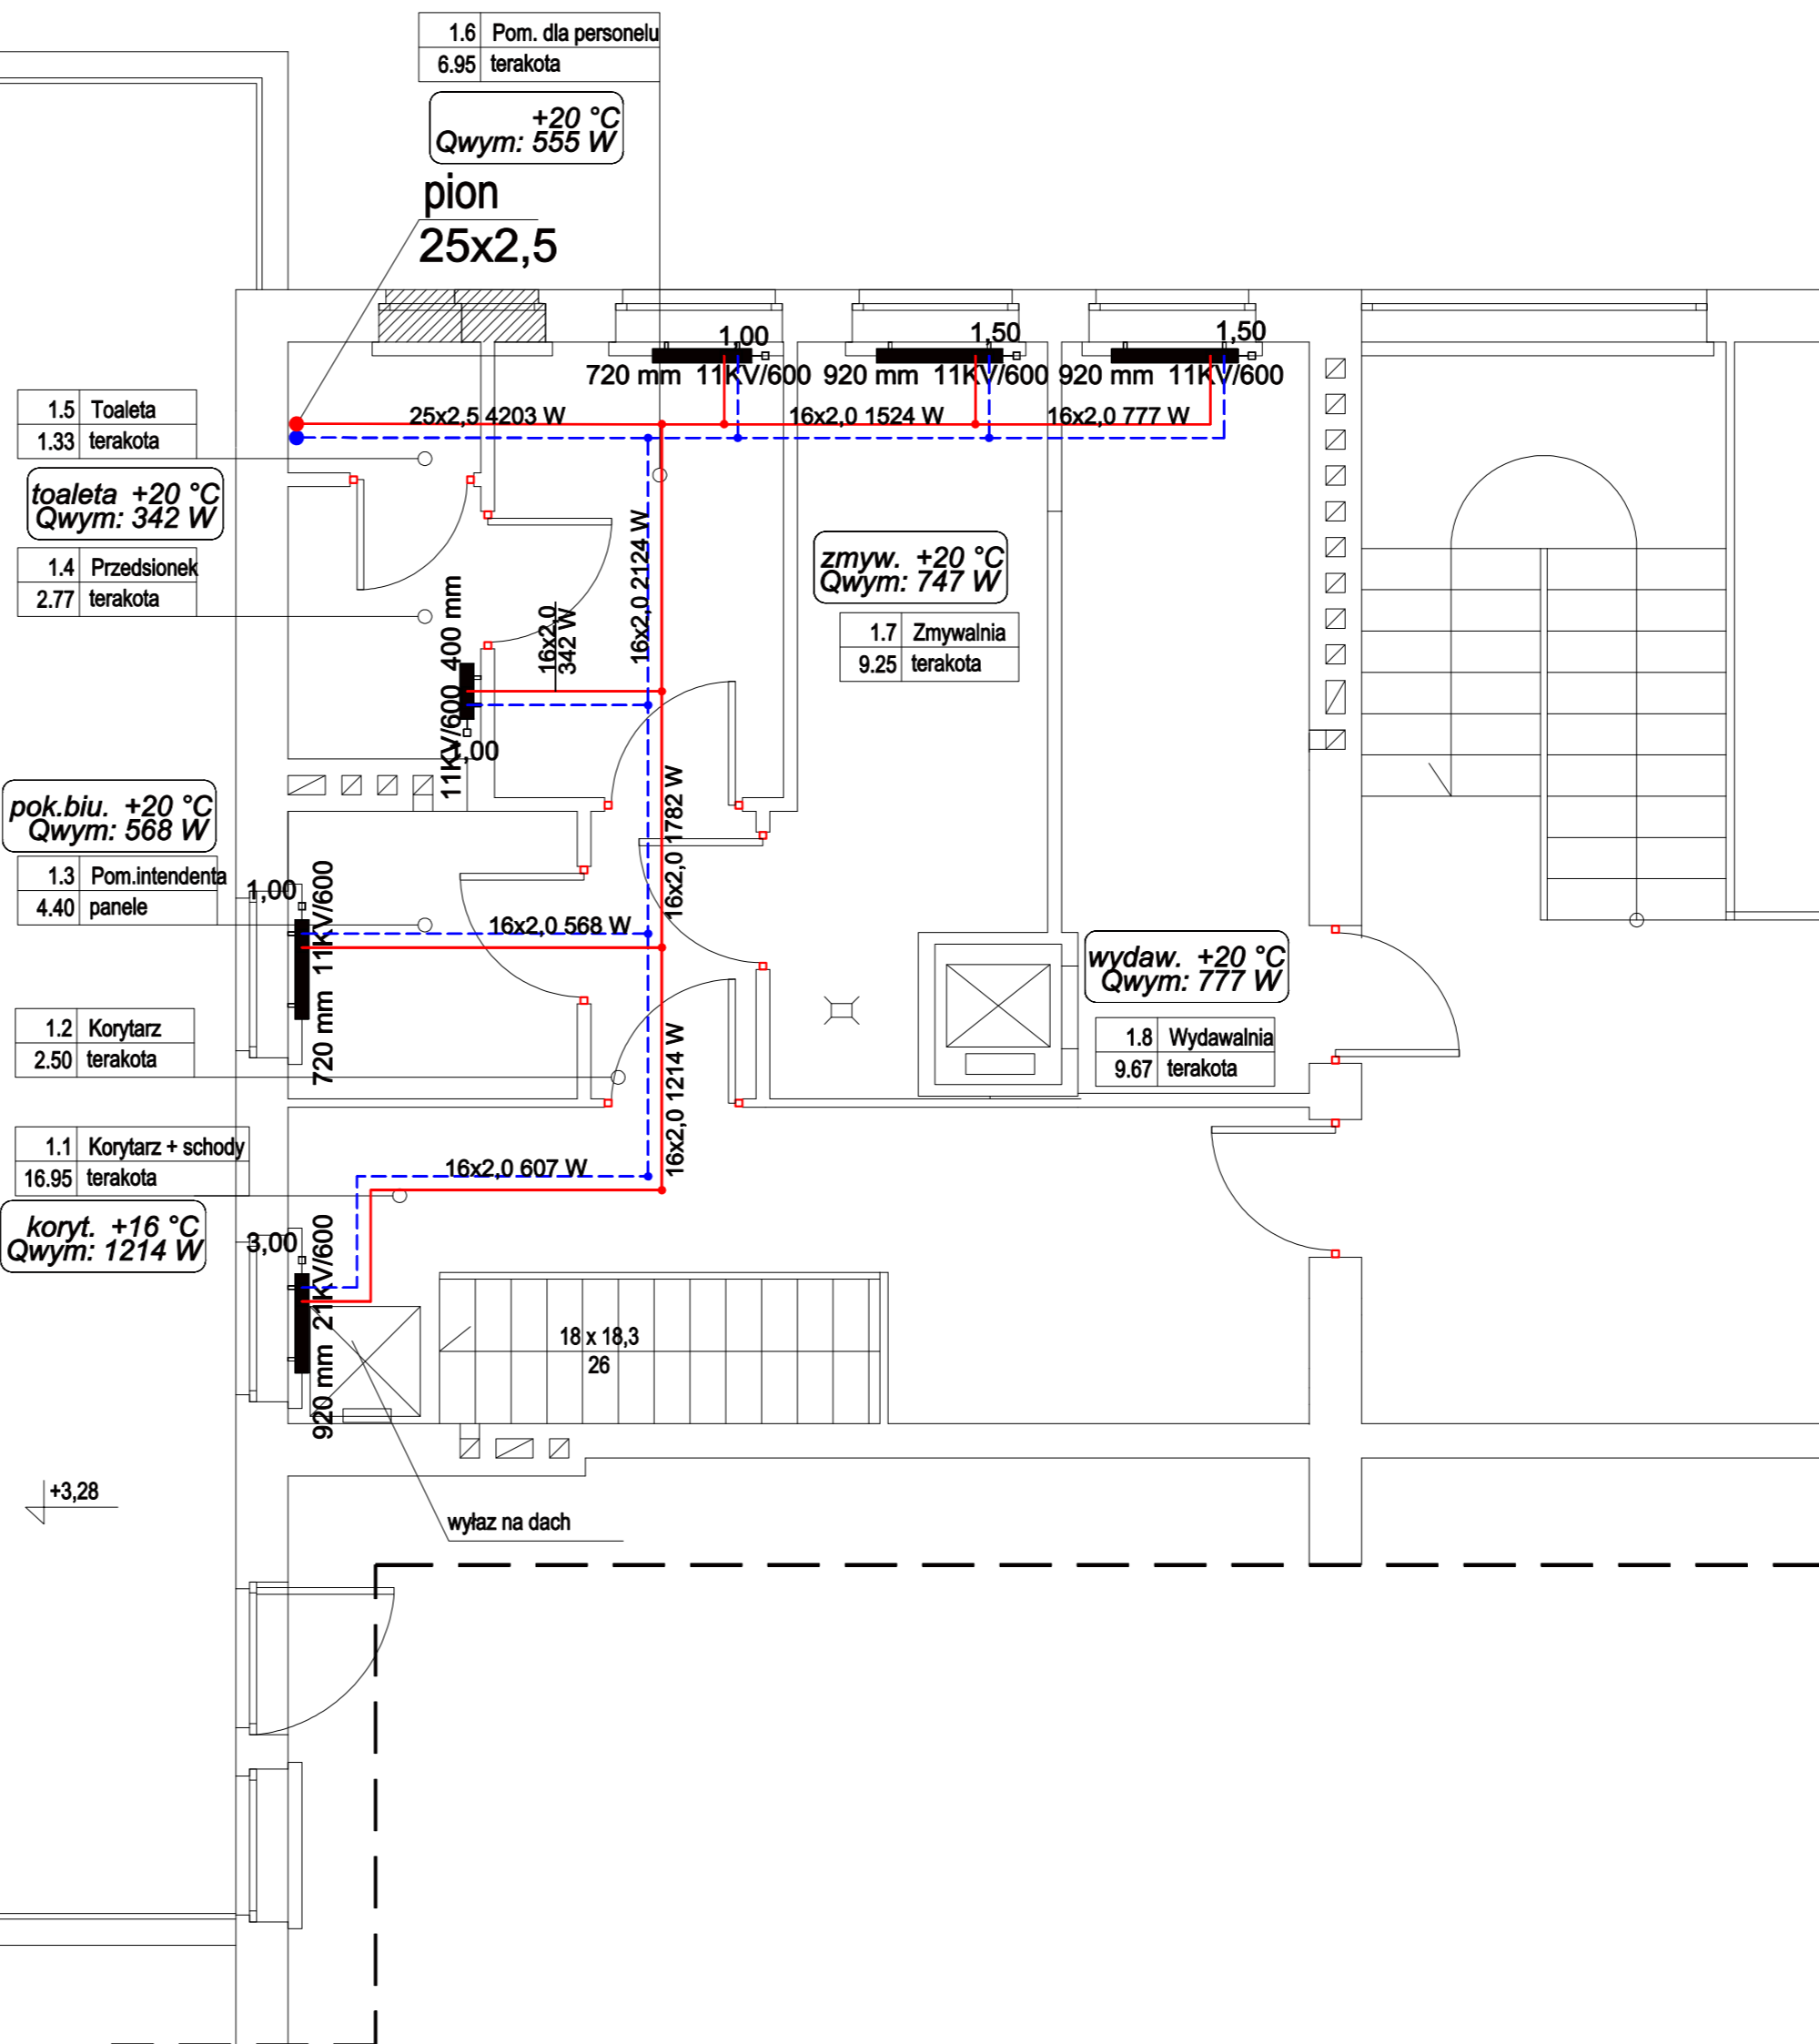 1.6 Pom. dla personelu
6.95 terakota
+20 °C
Qwym: 555 W
pion
25x2,5
1,00
1,50
1,50
720 mm 11KV/600
920 mm 11KV/600
920 mm 11KV/600
25x2,5 4203 W
16x2,0 1524 W
16x2,0 777 W
1.5 Toaleta
1.33 terakota
toaleta +20 °C
Qwym: 342 W
1.4 Przedsionek
2.77 terakota
16x2,0 2124 W
16x2,0
342 W
11KV/600 400 mm
1,00
zmyw. +20 °C
Qwym: 747 W
1.7 Zmywalnia
9.25 terakota
pok.biu. +20 °C
Qwym: 568 W
1.3 Pom.intendenta
4.40 panele
1,00
720 mm 11KV/600
16x2,0 1782 W
16x2,0 568 W
wydaw. +20 °C
Qwym: 777 W
1.8 Wydawalnia
9.67 terakota
1.2 Korytarz
2.50 terakota
16x2,0 1214 W
1.1 Korytarz + schody
16.95 terakota
16x2,0 607 W
koryt. +16 °C
Qwym: 1214 W
3,00
920 mm 21KV/600
18 x 18,3
26
+3,28
wyłaz na dach